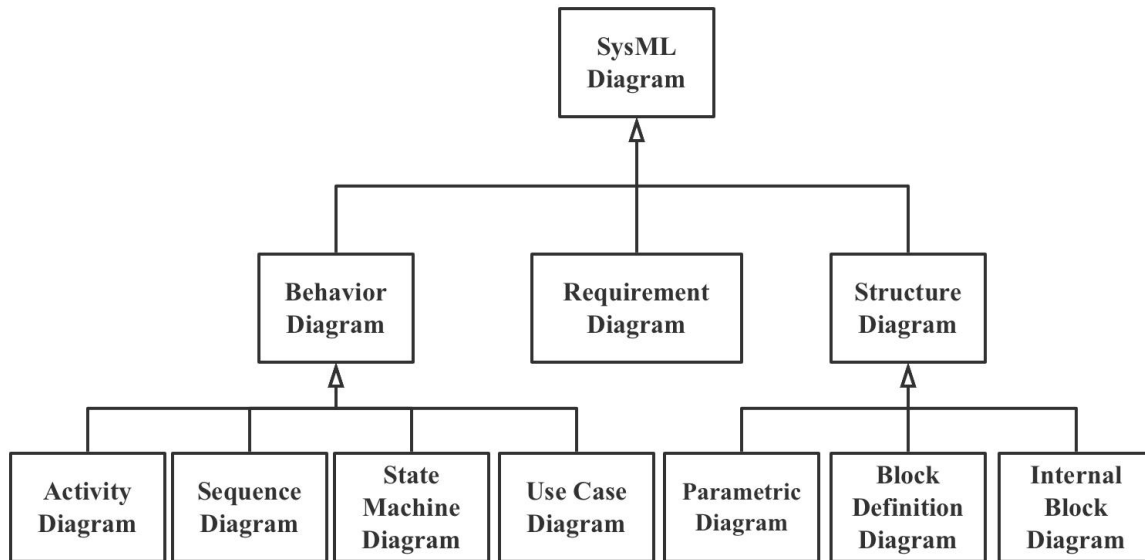 SysML
Diagram
Behavior
Diagram
Requirement
Diagram
Structure
Diagram
Activity
Diagram
Sequence
Diagram
State
Machine
Diagram
Use Case
Diagram
Parametric
Diagram
Block
Definition
Diagram
Internal
Block
Diagram